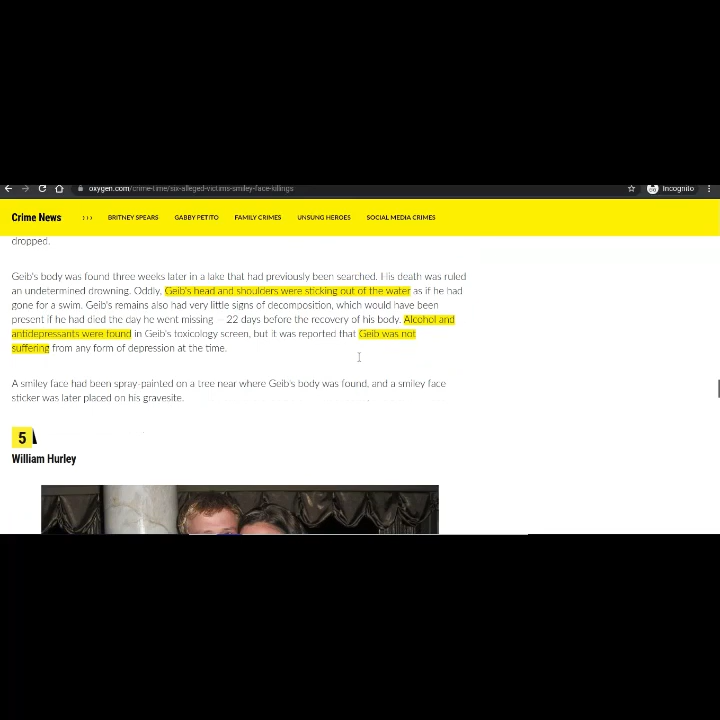 oxygen.com/crime-time/six-alleged-victims-smiley-face-killings
Incognito
Crime News
BRITNEY SPEARS
GABBY PETITO
FAMILY CRIMES
UNSUNG HEROES
SOCIAL MEDIA CRIMES
dropped.
Geib's body was found three weeks later in a lake that had previously been searched. His death was ruled
an undetermined drowning. Oddly, Geib's head and shoulders were sticking out of the water as if he had
gone for a swim. Geib's remains also had very little signs of decomposition, which would have been
present if he had died the day he went missing — 22 days before the recovery of his body. Alcohol and
antidepressants were found in Geib's toxicology screen, but it was reported that Geib was not
suffering from any form of depression at the time.
A smiley face had been spray-painted on a tree near where Geib's body was found, and a smiley face
sticker was later placed on his gravesite.
5
William Hurley